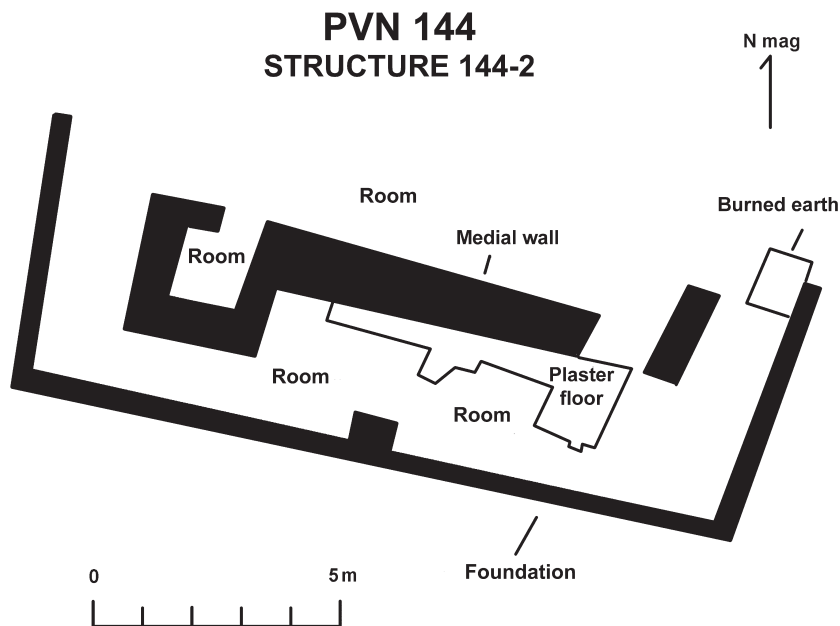 PVN 144
STRUCTURE 144-2
N mag
Room
Burned earth
Medial wall
Room
Room
Plaster
floor
Room
Foundation
0 5 m